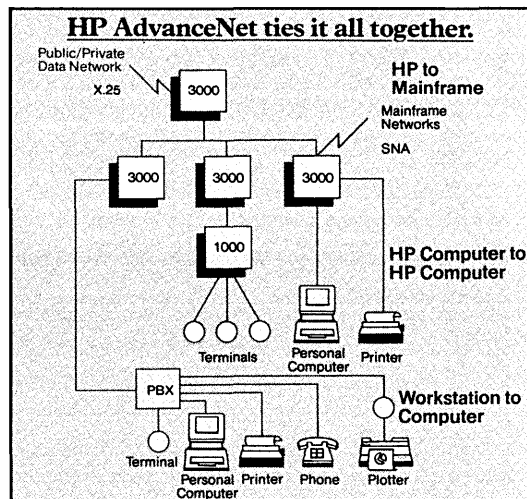 HP AdvanceNet ties it all together.
Public/Private
Data Network
X.25
3000
HP to
Mainframe
Mainframe
Networks
SNA
3000
3000
3000
1000
HP Computer to
HP Computer
Terminals
Personal
Computer
Printer
PBX
Workstation to
Computer
Terminal
Personal
Computer
Printer
Phone
Plotter